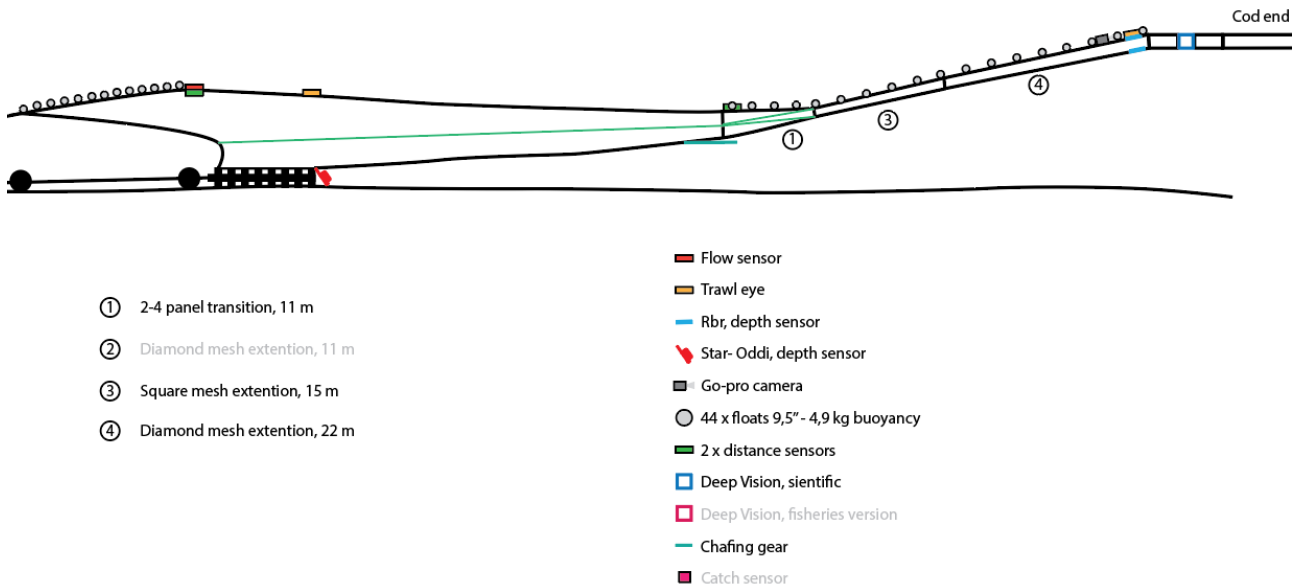 Cod end
④
③
①
① 2-4 panel transition, 11 m
② Diamond mesh extention, 11 m
③ Square mesh extention, 15 m
④ Diamond mesh extention, 22 m
Flow sensor
Trawl eye
Rbr, depth sensor
Star- Oddi, depth sensor
Go-pro camera
44 x floats 9,5” - 4,9 kg buoyancy
2 x distance sensors
Deep Vision, sientific
Deep Vision, fisheries version
Chafing gear
Catch sensor